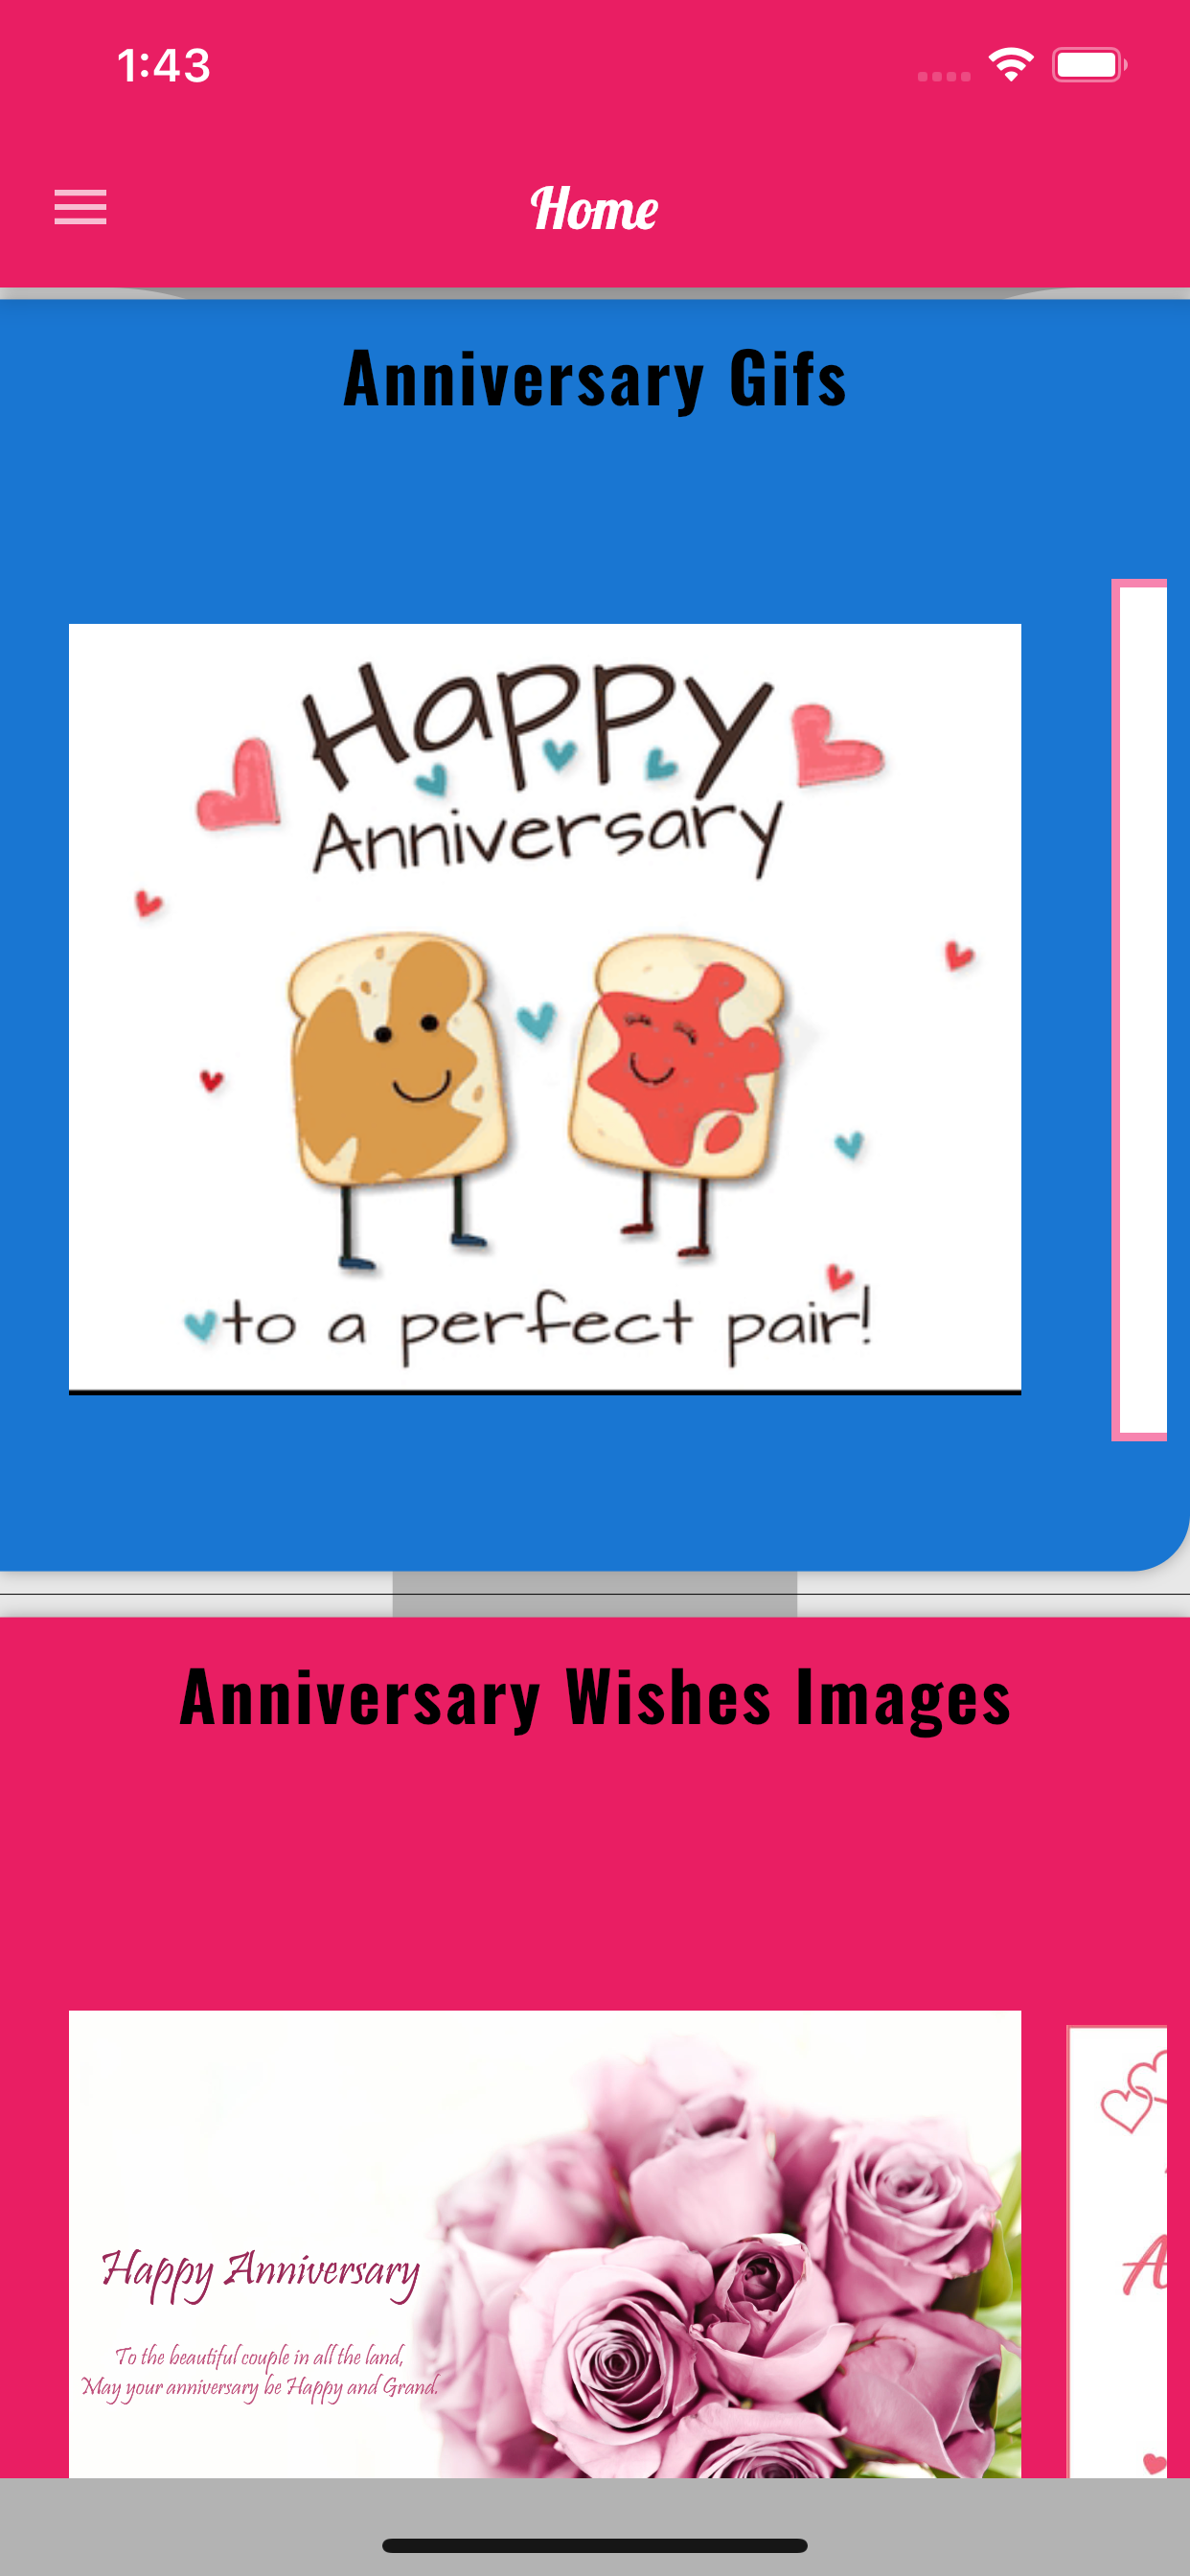 1:43
Home
Anniversary Gifs
Happy
Anniversary
to a perfect pair!
Anniversary Wishes Images
Happy Anniversary
To the beautiful couple in all the land,
May your anniversary be Happy and Grand.
A